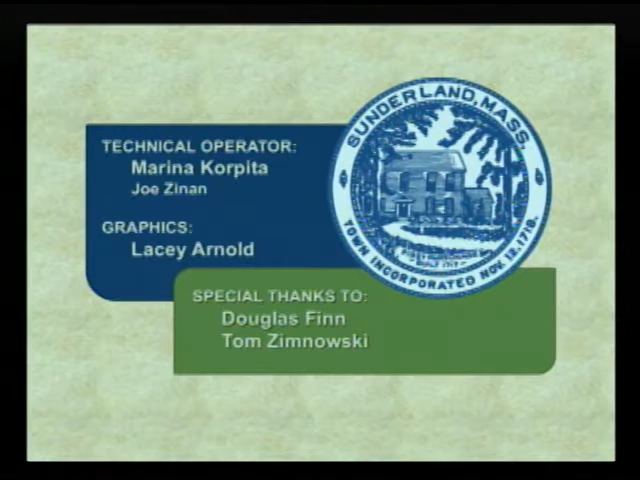 TECHNICAL OPERATOR:
Marina Korpita
Joe Zinan
GRAPHICS:
Lacey Arnold
SPECIAL THANKS TO:
Douglas Finn
Tom Zimnowski
SUNDERLAND, MASS.
TOWN INCORPORATED NOV. 12, 1718.